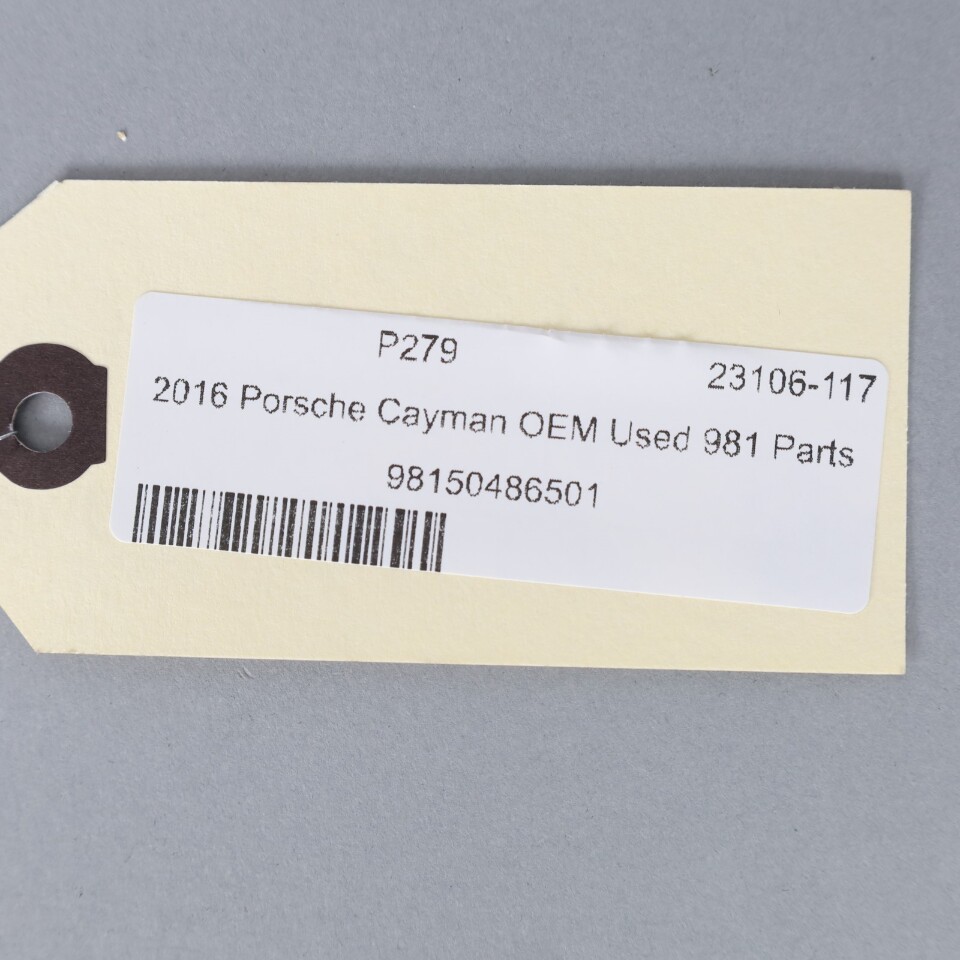 P279
23106-117
2016 Porsche Cayman OEM Used 981 Parts
98150486501